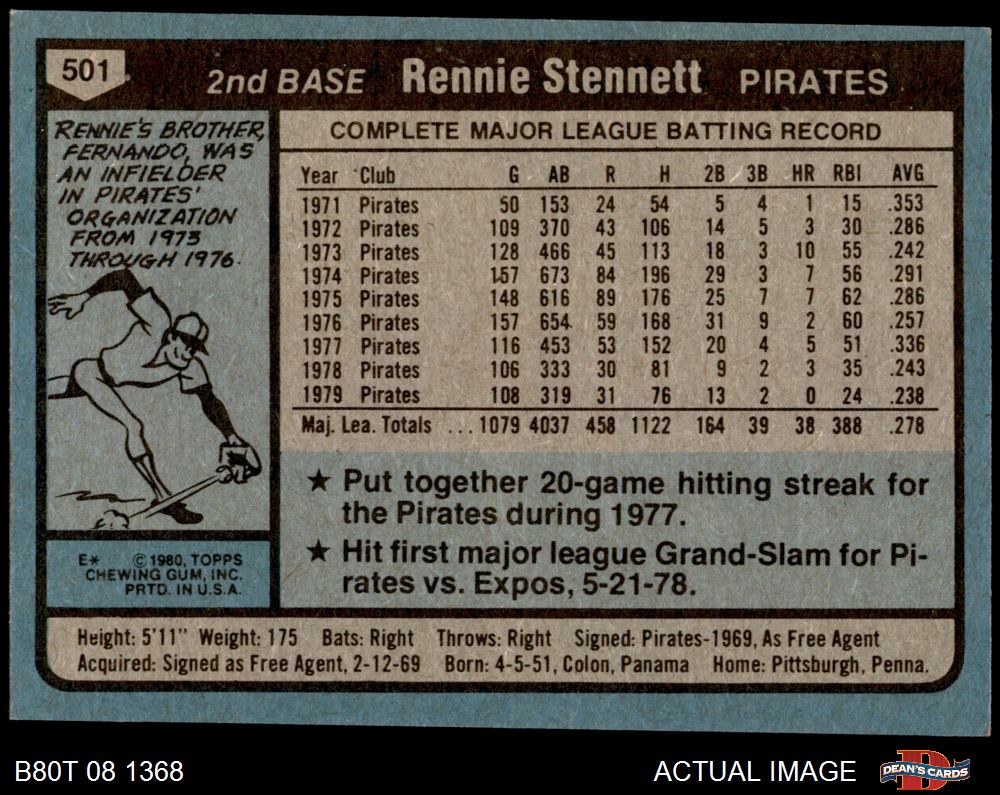 501
2nd BASE Rennie Stennett PIRATES
RENNIE'S BROTHER,
FERNANDO, WAS
AN INFIELDER
IN PIRATES'
ORGANIZATION
FROM 1973
THROUGH 1976.
COMPLETE MAJOR LEAGUE BATTING RECORD
Year Club G AB R H 2B 3B HR RBI AVG
1971 Pirates 50 153 24 54 5 4 1 15 .353
1972 Pirates 109 370 43 106 14 5 3 30 .286
1973 Pirates 128 466 45 113 18 3 10 55 .242
1974 Pirates 157 673 84 196 29 3 7 56 .291
1975 Pirates 148 616 89 176 25 7 7 62 .286
1976 Pirates 157 654 59 168 31 9 2 60 .257
1977 Pirates 116 453 53 152 20 4 5 51 .336
1978 Pirates 106 333 30 81 9 2 3 35 .243
1979 Pirates 108 319 31 76 13 2 0 24 .238
Maj. Lea. Totals ... 1079 4037 458 1122 164 39 38 388 .278
★ Put together 20-game hitting streak for
the Pirates during 1977.
★ Hit first major league Grand-Slam for Pi-
rates vs. Expos, 5-21-78.
E* ©1980, TOPPS
CHEWING GUM, INC.
PRTD. IN U.S.A.
Height: 5'11" Weight: 175 Bats: Right Throws: Right Signed: Pirates-1969, As Free Agent
Acquired: Signed as Free Agent, 2-12-69 Born: 4-5-51, Colon, Panama Home: Pittsburgh, Penna.
B80T 08 1368
ACTUAL IMAGE
D
DEAN'S CARDS